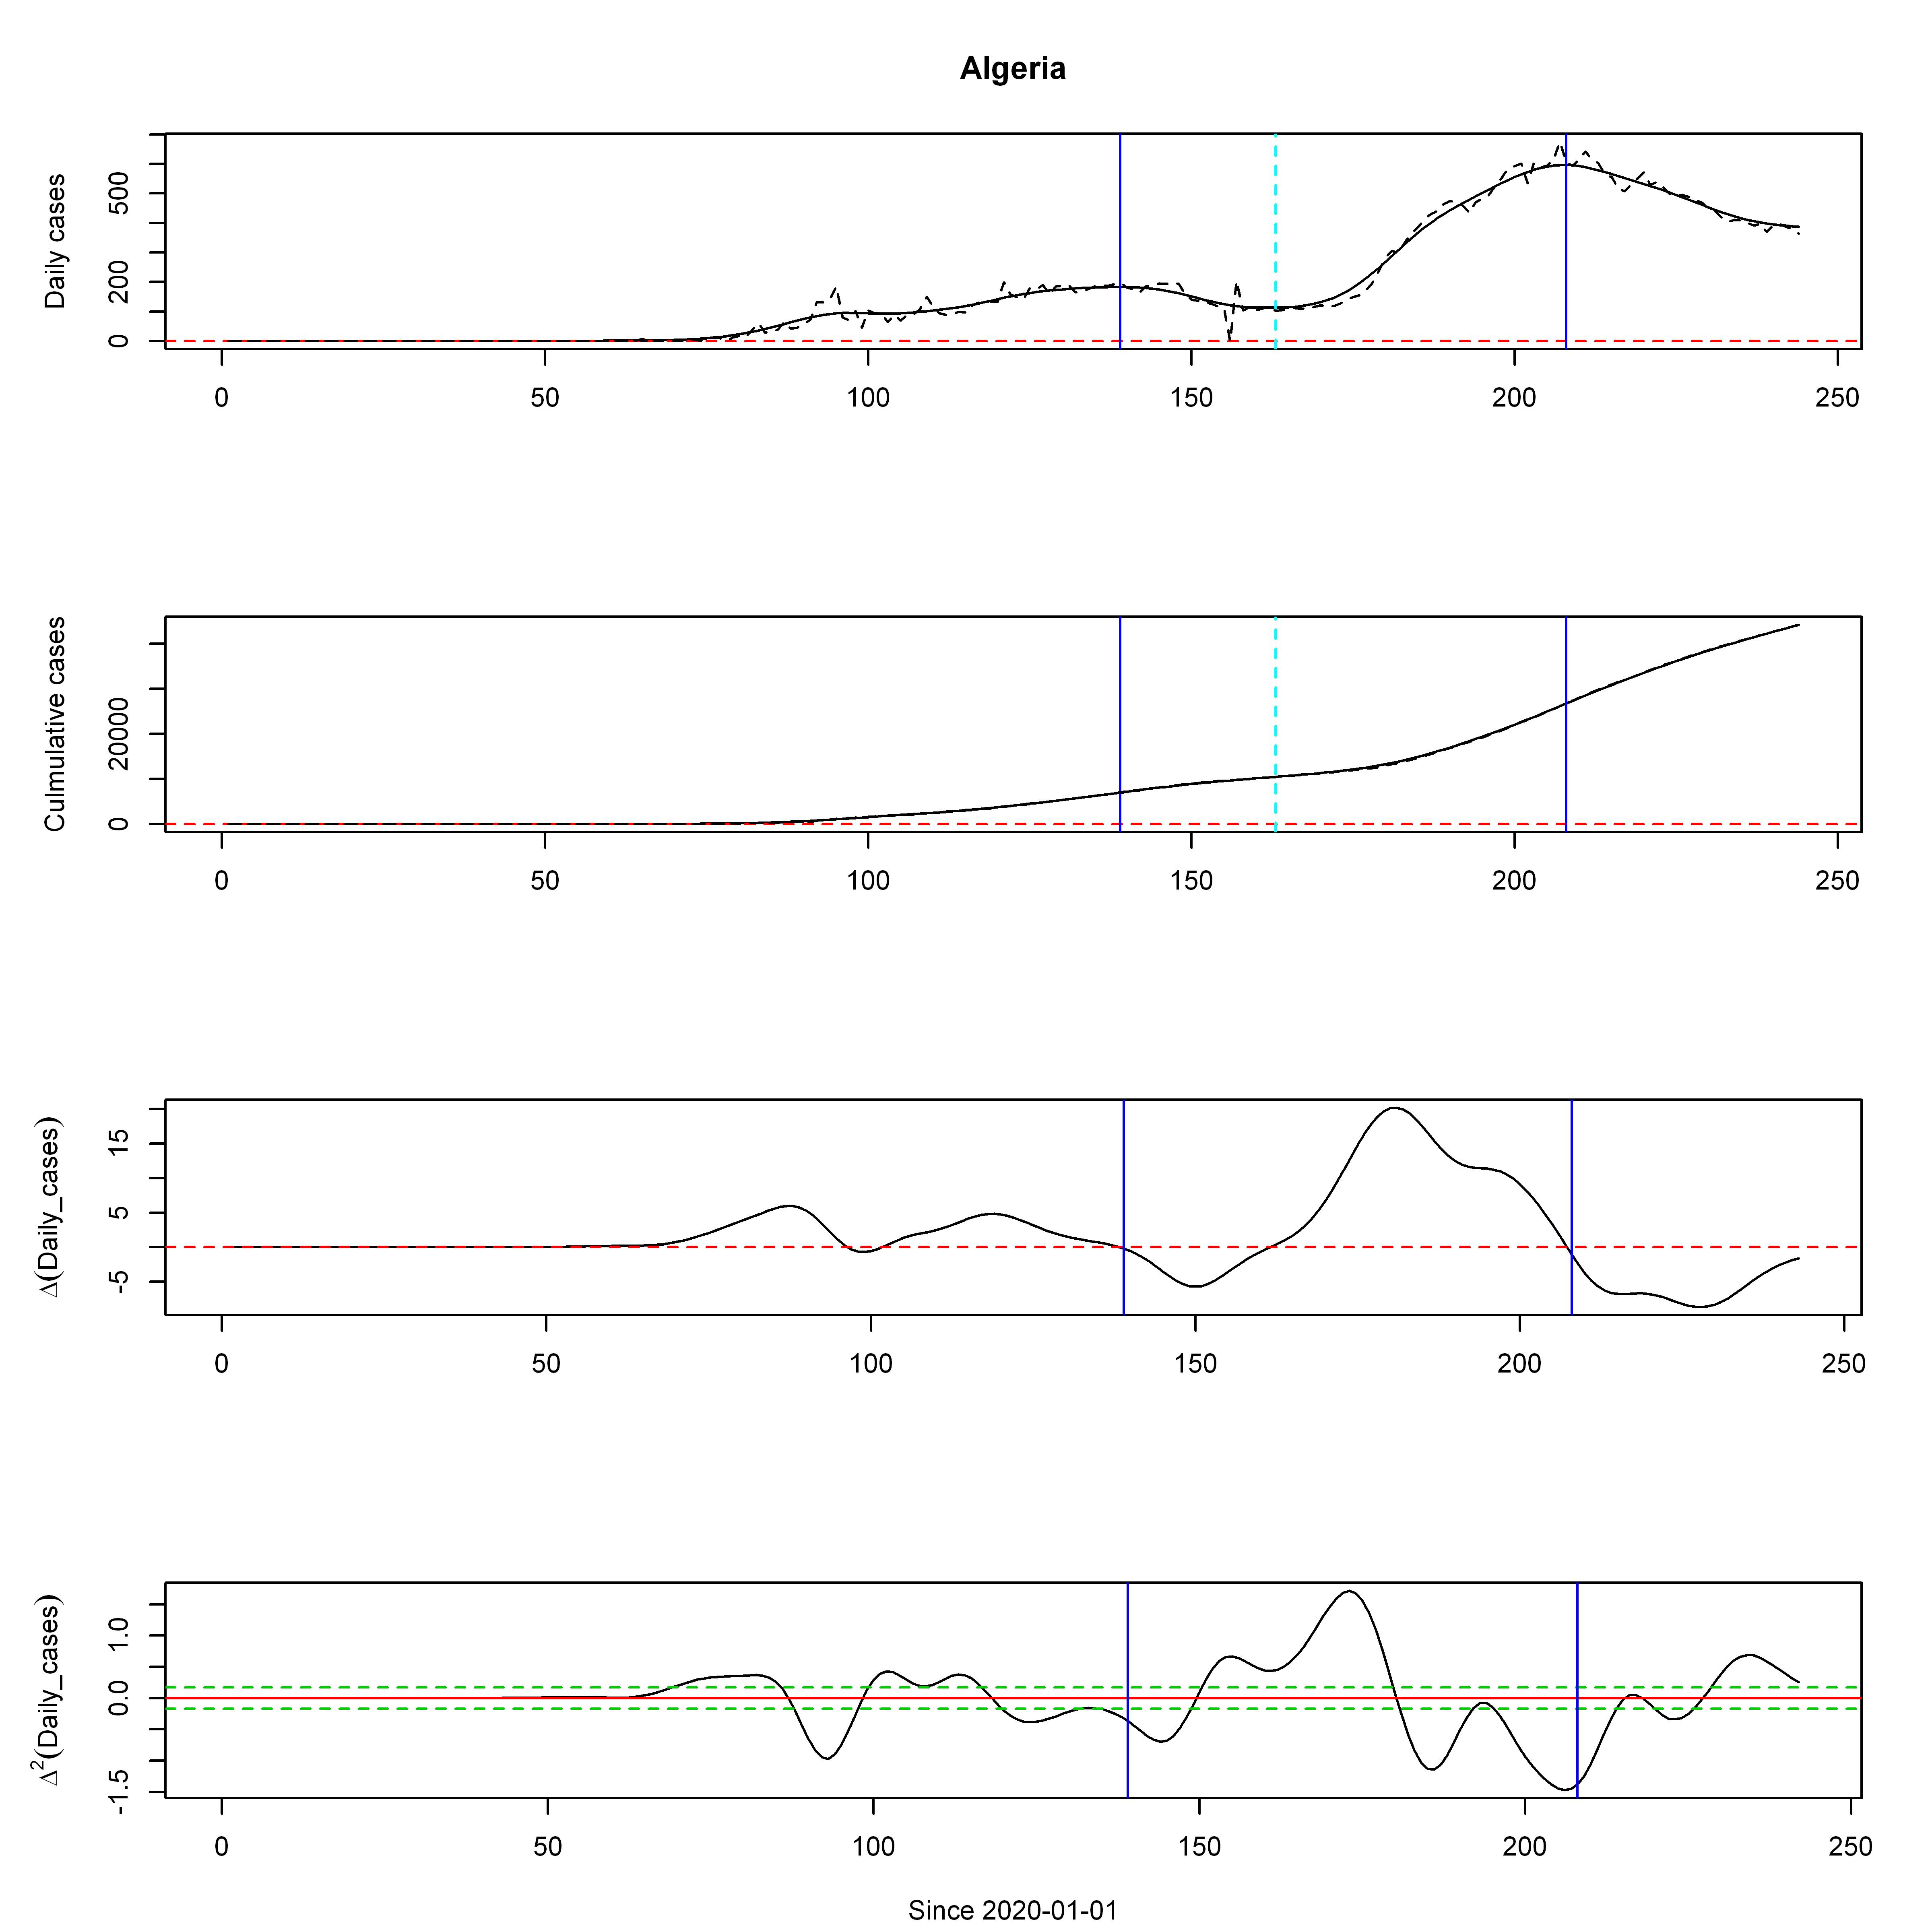 Algeria
Daily cases
0 200 500
0 50 100 150 200 250
Culmulative cases
0 20000
0 50 100 150 200 250
Δ(Daily_cases)
-5 5 15
0 50 100 150 200 250
Δ²(Daily_cases)
-1.5 0.0 1.0
0 50 100 150 200 250
Since 2020-01-01